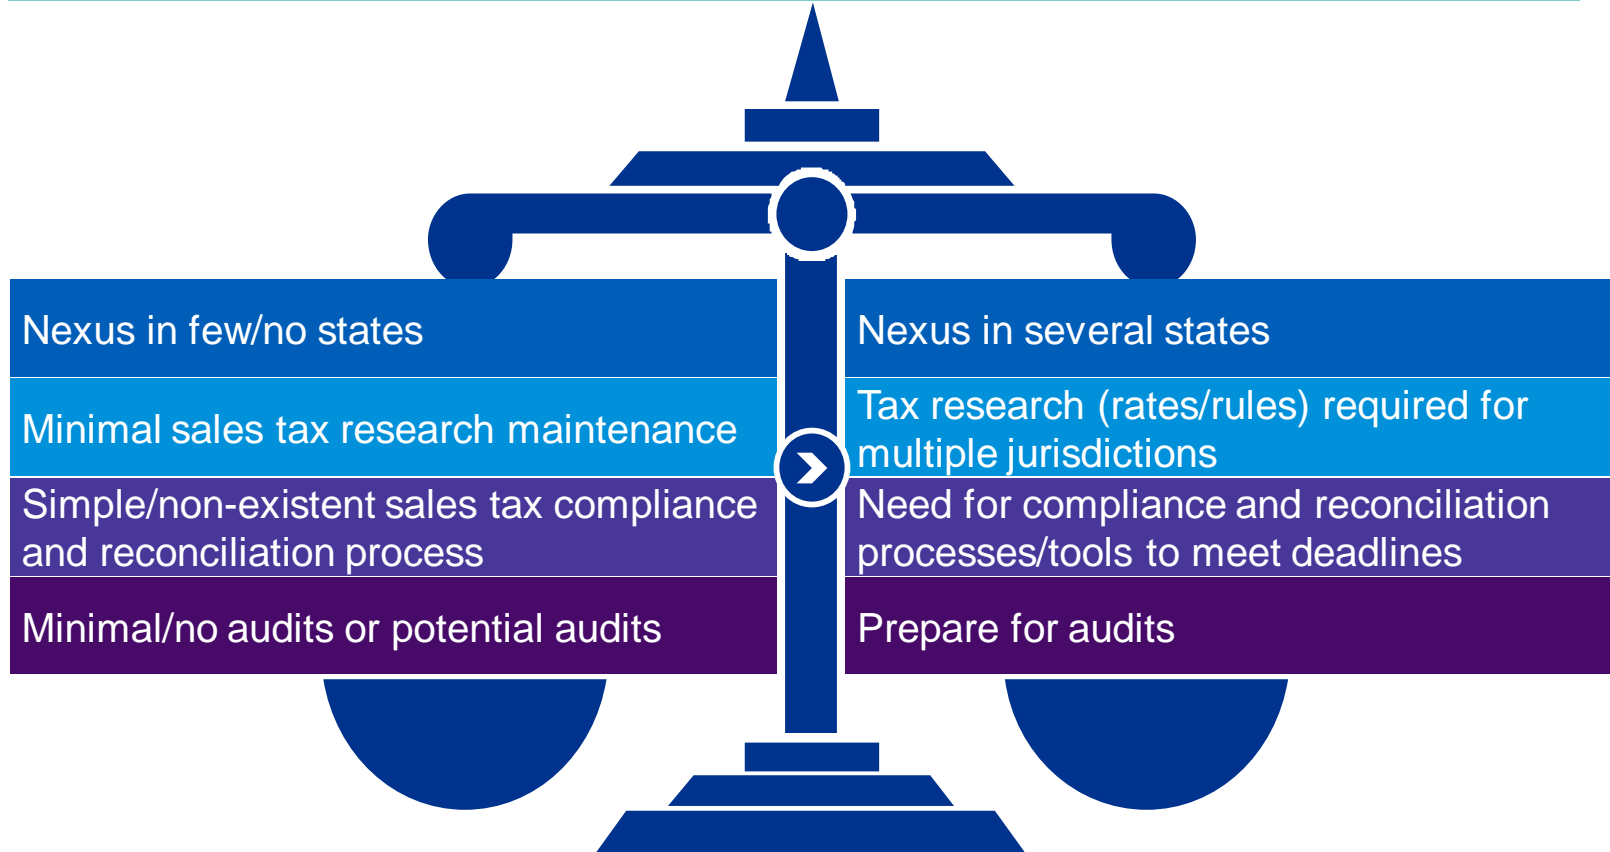 Nexus in few/no states
Minimal sales tax research maintenance
Simple/non-existent sales tax compliance
and reconciliation process
Minimal/no audits or potential audits
Nexus in several states
Tax research (rates/rules) required for
multiple jurisdictions
Need for compliance and reconciliation
processes/tools to meet deadlines
Prepare for audits